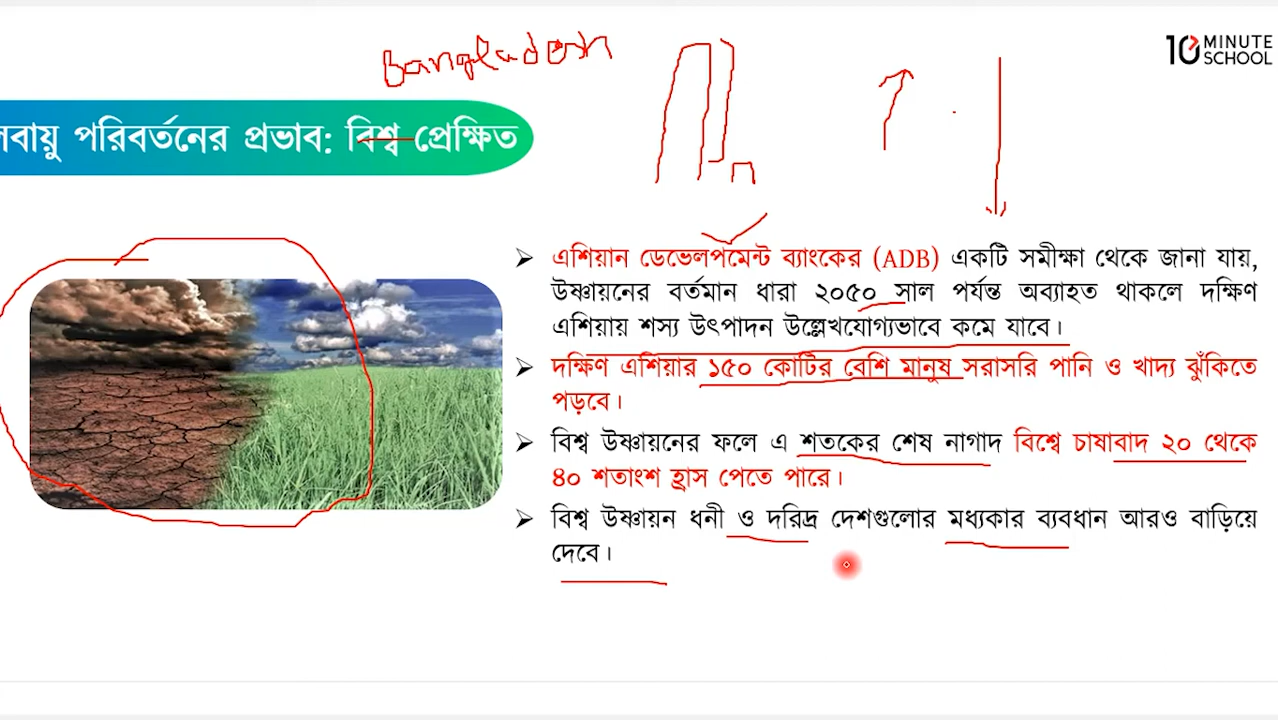 Bangladesh
10 MINUTE
SCHOOL
পরিবর্তনের প্রভাব: বিশ্ব প্রেক্ষিত
এশিয়ান ডেভেলপমেন্ট ব্যাংকের (ADB) একটি সমীক্ষা থেকে জানা যায়,
উষ্ণায়নের বর্তমান ধারা ২০৫০ সাল পর্যন্ত অব্যাহত থাকলে দক্ষিণ
এশিয়ায় শস্য উৎপাদন উল্লেখযোগ্যভাবে কমে যাবে।
দক্ষিণ এশিয়ার ১৫০ কোটির বেশি মানুষ সরাসরি পানি ও খাদ্য ঝুঁকিতে
পড়বে।
বিশ্ব উষ্ণায়নের ফলে এ শতকের শেষ নাগাদ বিশ্বে চাষাবাদ ২০ থেকে
৪০ শতাংশ হ্রাস পেতে পারে।
বিশ্ব উষ্ণায়ন ধনী ও দরিদ্র দেশগুলোর মধ্যকার ব্যবধান আরও বাড়িয়ে
দেবে।